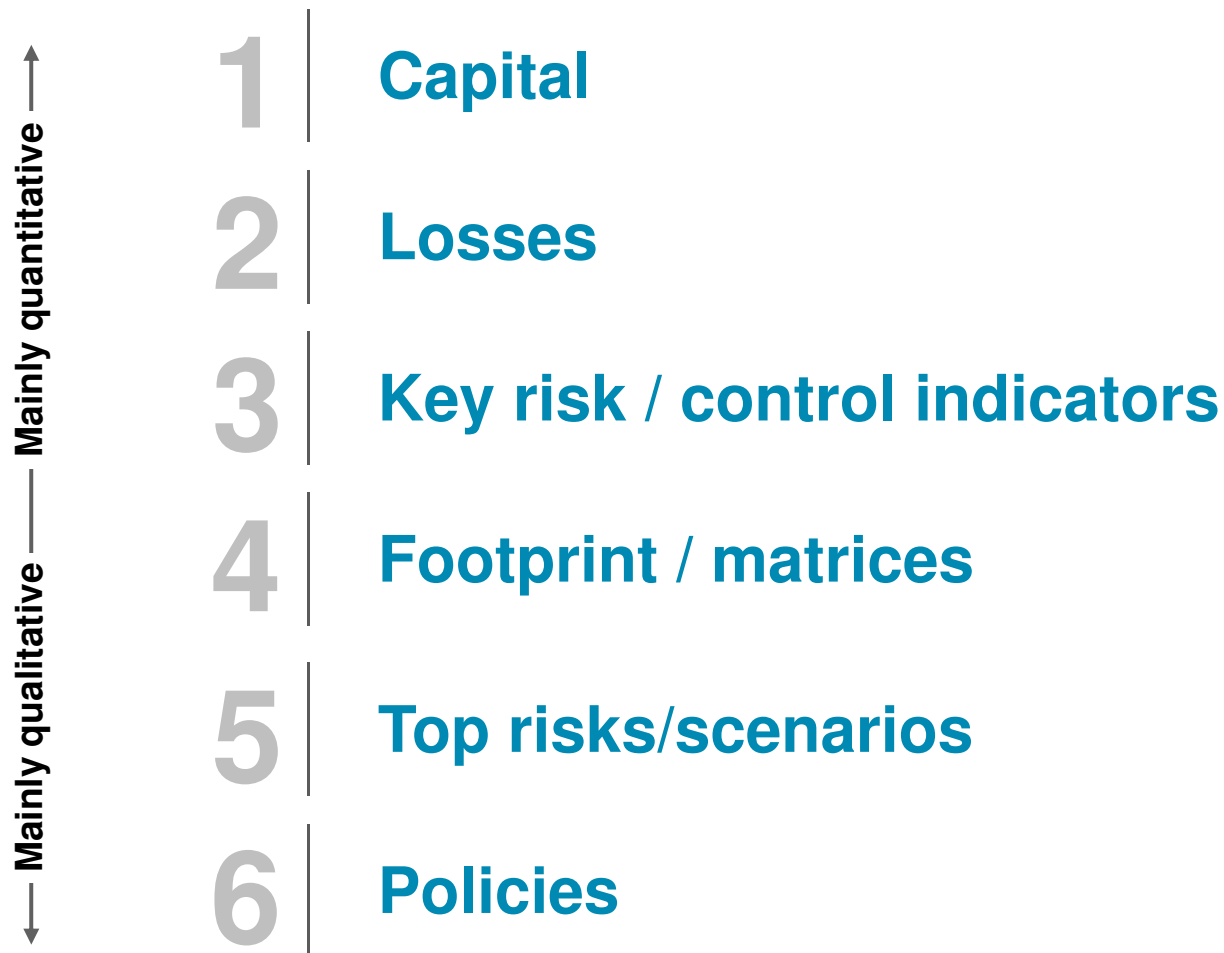 Mainly quantitative
Mainly qualitative
1
Capital
2
Losses
3
Key risk / control indicators
4
Footprint / matrices
5
Top risks/scenarios
6
Policies